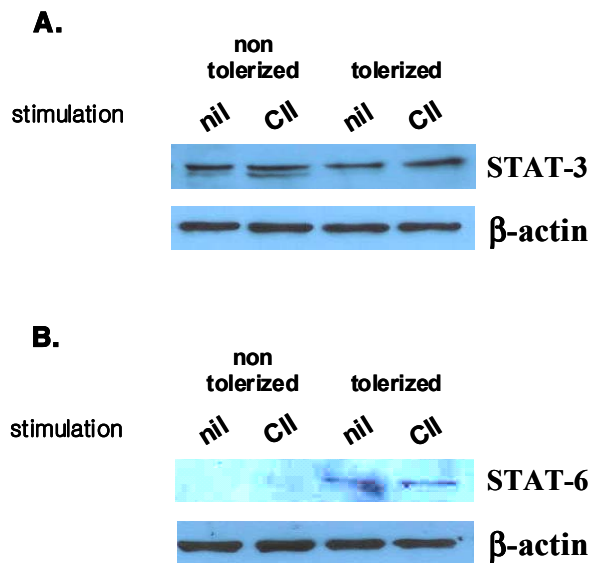 A.
non
tolerized tolerized
stimulation nil CII nil CII
STAT-3
β-actin
B.
non
tolerized tolerized
stimulation nil CII nil CII
STAT-6
β-actin